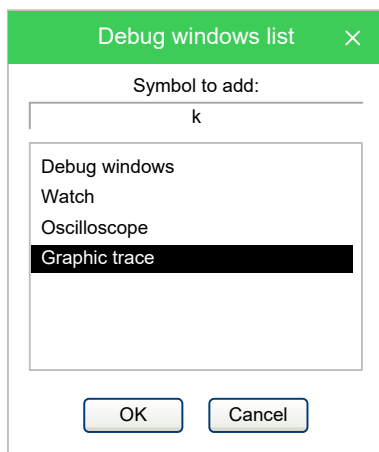 Debug windows list
Symbol to add:
k
Debug windows
Watch
Oscilloscope
Graphic trace
OK Cancel